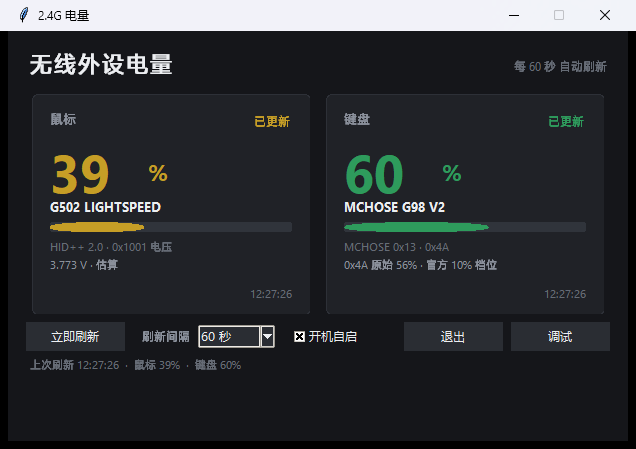 2.4G 电量
无线外设电量
每 60 秒 自动刷新
鼠标
已更新
39 %
G502 LIGHTSPEED
HID++ 2.0 · 0x1001 电压
3.773 V · 估算
12:27:26
键盘
已更新
60 %
MCHOSE G98 V2
MCHOSE 0x13 · 0x4A
0x4A 原始 56% · 官方 10% 档位
12:27:26
立即刷新
刷新间隔
60 秒
开机自启
退出
调试
上次刷新 12:27:26 · 鼠标 39% · 键盘 60%